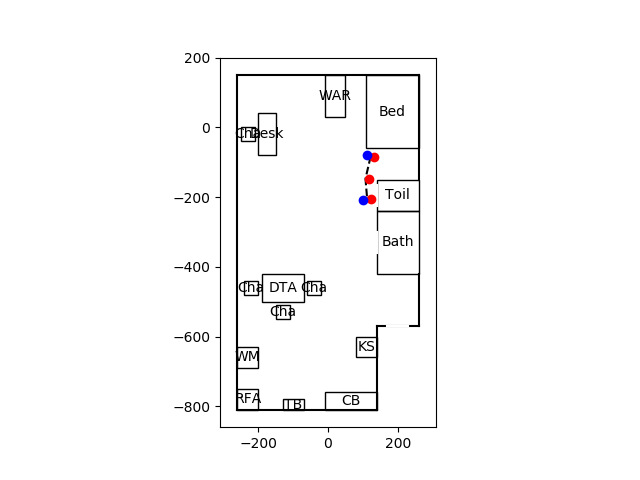 200
WAR
Bed
0
Cha
Desk
Toil
-200
Bath
-400
Cha
DTA
Cha
Cha
-600
KS
WM
RFA
TB
CB
-800
-200
0
200